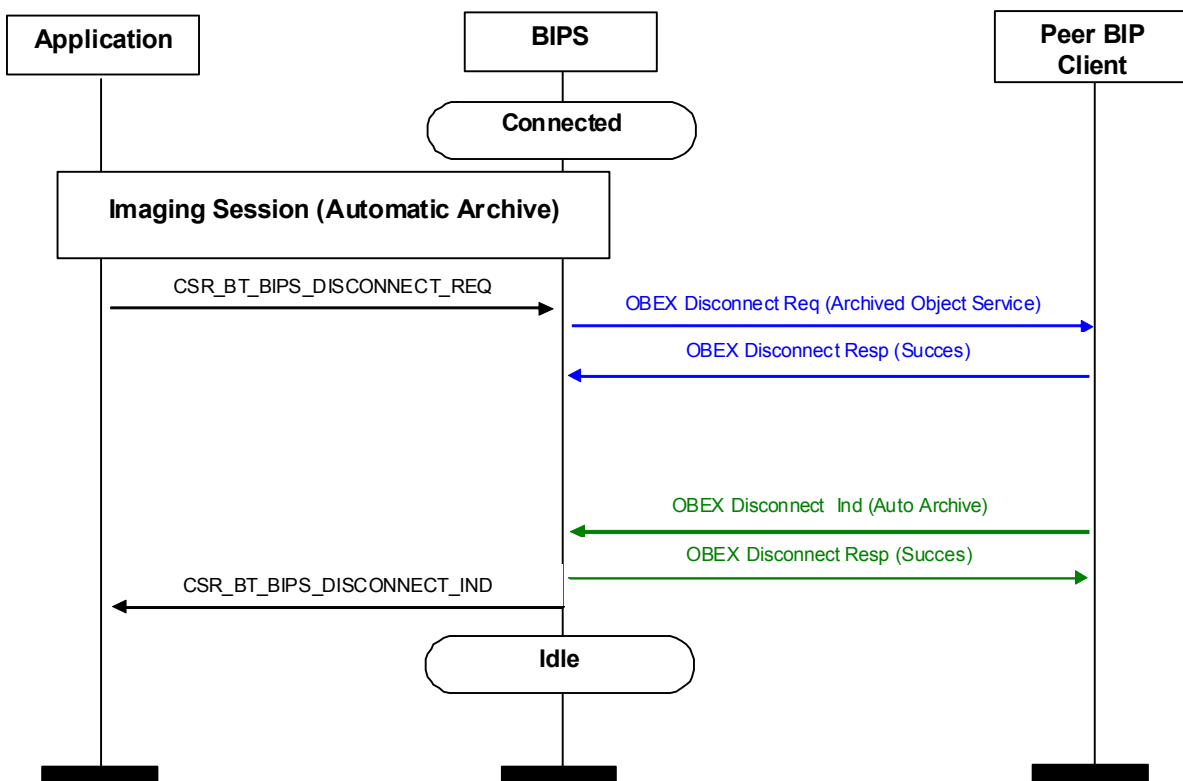 Application
BIPS
Peer BIP
Client
Connected
Imaging Session (Automatic Archive)
CSR_BT_BIPS_DISCONNECT_REQ
OBEX Disconnect Req (Archived Object Service)
OBEX Disconnect Resp (Succes)
OBEX Disconnect Ind (Auto Archive)
OBEX Disconnect Resp (Succes)
CSR_BT_BIPS_DISCONNECT_IND
Idle